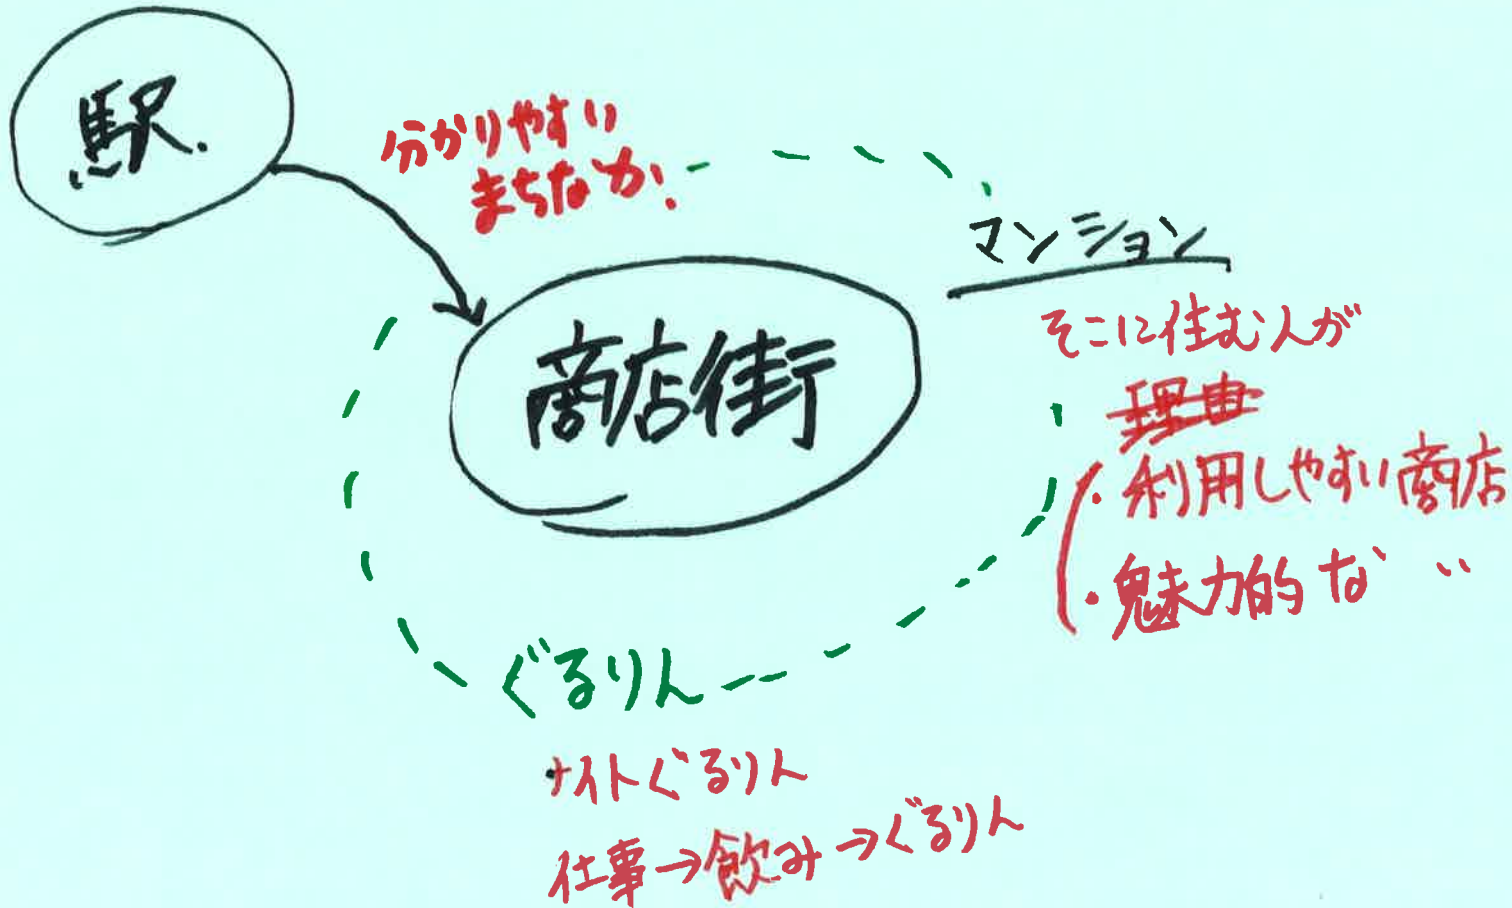 駅.
分かりやすい
まちなか.
マンション
商店街
そこに住む人が
理由
・利用しやすい商店
・魅力的な 〃
ぐるりん
ナイトぐるりん
仕事→飲み→ぐるりん